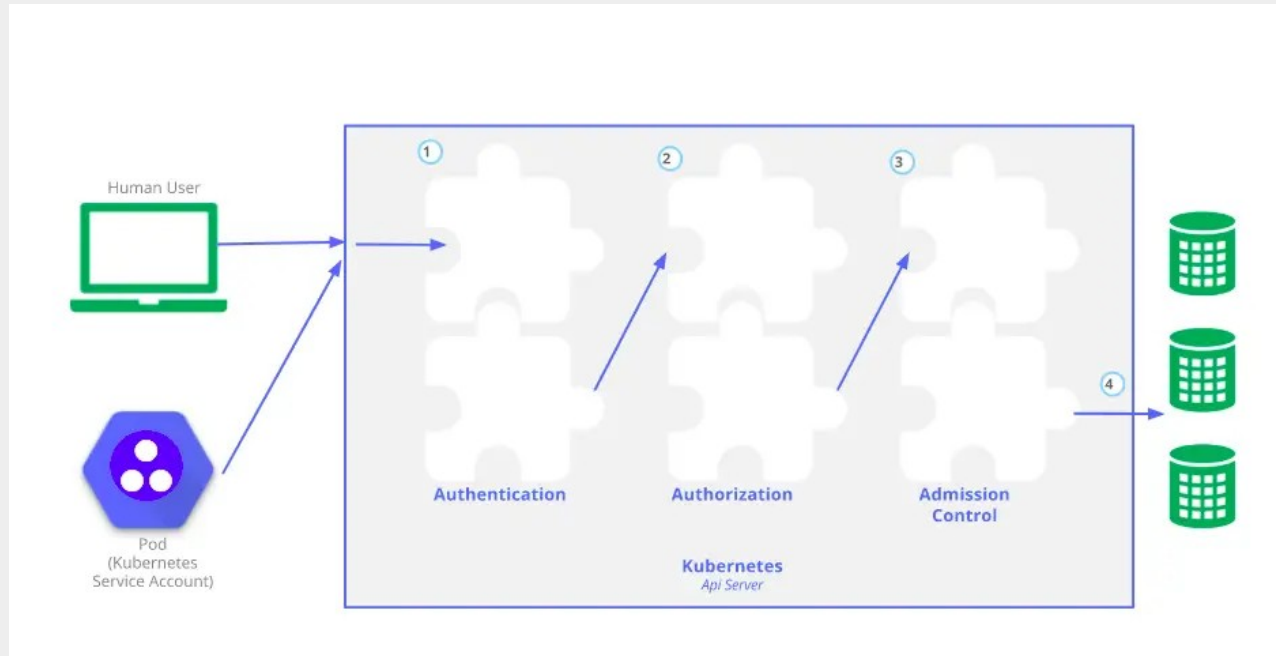 1
2
3
Human User
4
Authentication
Authorization
Admission
Control
Pod
(Kubernetes
Service Account)
Kubernetes
Api Server